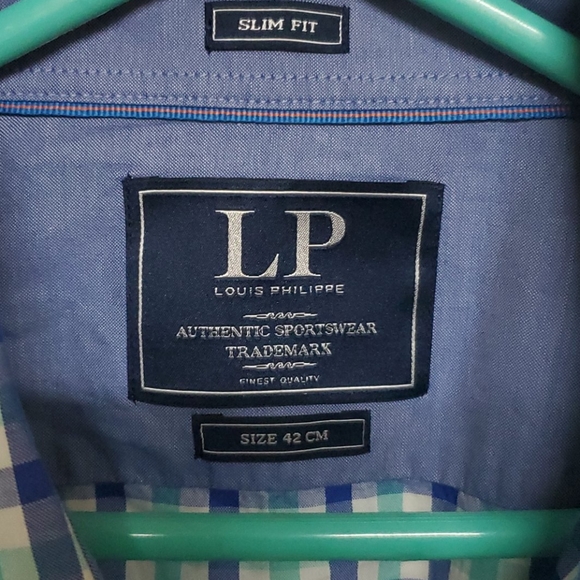 SLIM FIT
LP
LOUIS PHILIPPE
AUTHENTIC SPORTSWEAR
TRADEMARK
FINEST QUALITY
SIZE 42 CM